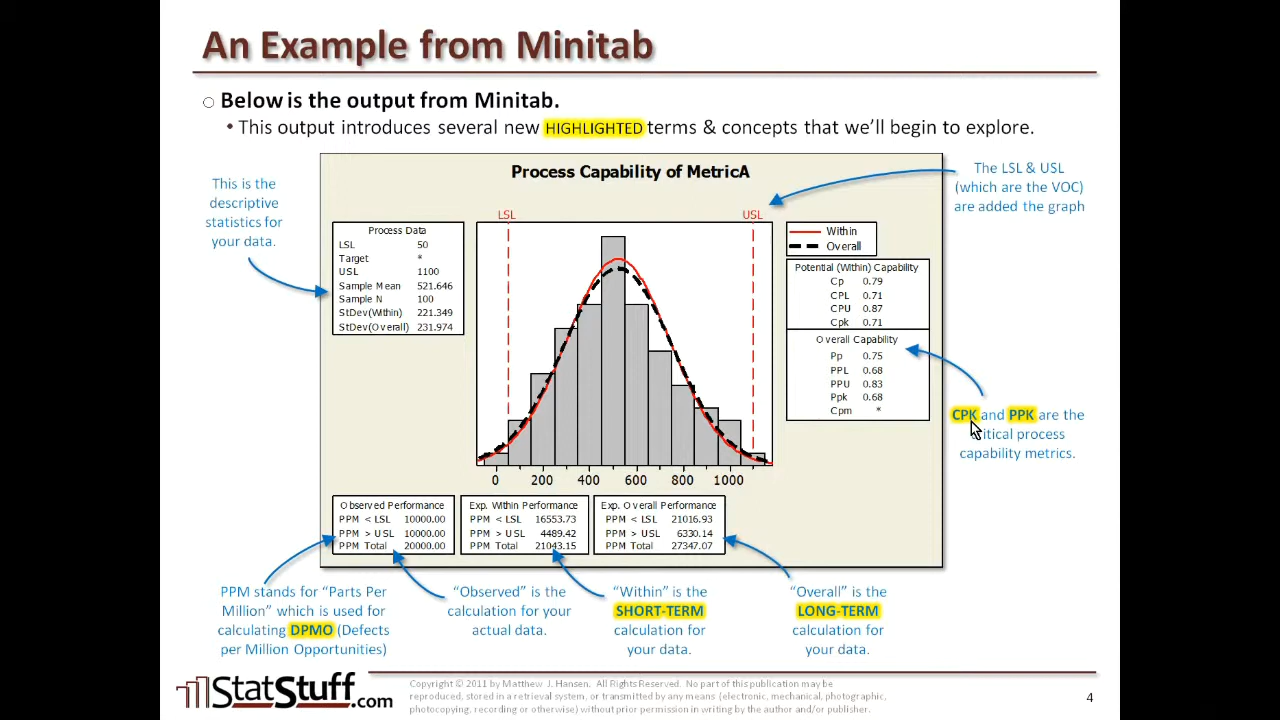 An Example from Minitab
Below is the output from Minitab.
• This output introduces several new HIGHLIGHTED terms & concepts that we'll begin to explore.
This is the
descriptive
statistics for
your data.
Process Capability of MetricA
The LSL & USL
(which are the VOC)
are added the graph
LSL
USL
Process Data
LSL 50
Target *
USL 1100
Sample Mean 521.646
Sample N 100
StDev(Within) 221.349
StDev(Overall) 231.974
Within
Overall
Potential (Within) Capability
Cp 0.79
CPL 0.71
CPU 0.87
Cpk 0.71
Overall Capability
Pp 0.75
PPL 0.68
PPU 0.83
Ppk 0.68
Cpm *
CPK and PPK are the
critical process
capability metrics.
0 200 400 600 800 1000
Observed Performance
PPM < LSL 10000.00
PPM > USL 10000.00
PPM Total 20000.00
Exp. Within Performance
PPM < LSL 16553.73
PPM > USL 4489.42
PPM Total 21043.15
Exp. Overall Performance
PPM < LSL 21016.93
PPM > USL 6330.14
PPM Total 27347.07
PPM stands for "Parts Per
Million" which is used for
calculating DPMO (Defects
per Million Opportunities)
"Observed" is the
calculation for your
actual data.
"Within" is the
SHORT-TERM
calculation for
your data.
"Overall" is the
LONG-TERM
calculation for
your data.
StatStuff.com
Copyright © 2011 by Matthew J. Hansen. All Rights Reserved. No part of this publication may be
reproduced, stored in a retrieval system, or transmitted by any means (electronic, mechanical, photographic,
photocopying, recording or otherwise) without prior permission in writing by the author and/or publisher.
4